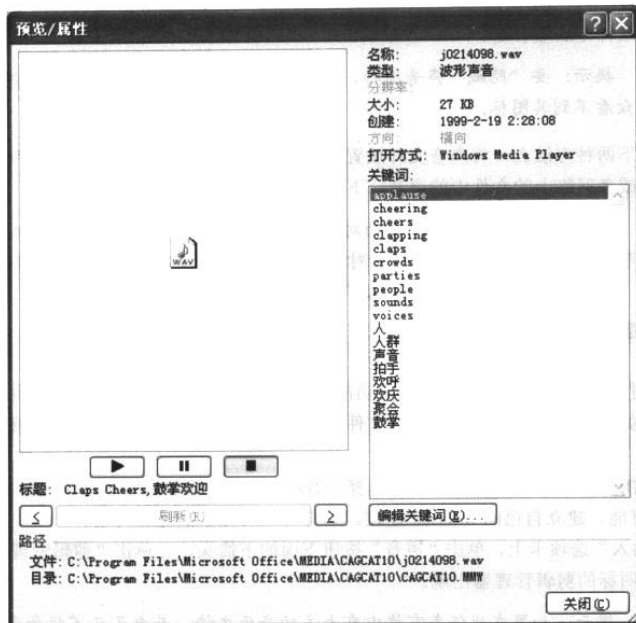 预览/属性
名称: j0214098.wav
类型: 波形声音
分辨率:
大小: 27 KB
创建: 1999-2-19 2:28:08
方向: 横向
打开方式: Windows Media Player
关键词:
applause
cheering
cheers
clapping
claps
crowds
parties
people
sounds
voices
人
人群
声音
拍手
欢呼
欢庆
聚会
鼓掌
WAV
标题: Claps Cheers,鼓掌欢迎
< 刷新(R) > 编辑关键词(E)...
路径
文件: C:\Program Files\Microsoft Office\MEDIA\CAGCAT10\j0214098.wav
目录: C:\Program Files\Microsoft Office\MEDIA\CAGCAT10\CAGCAT10.MMW
关闭(C)